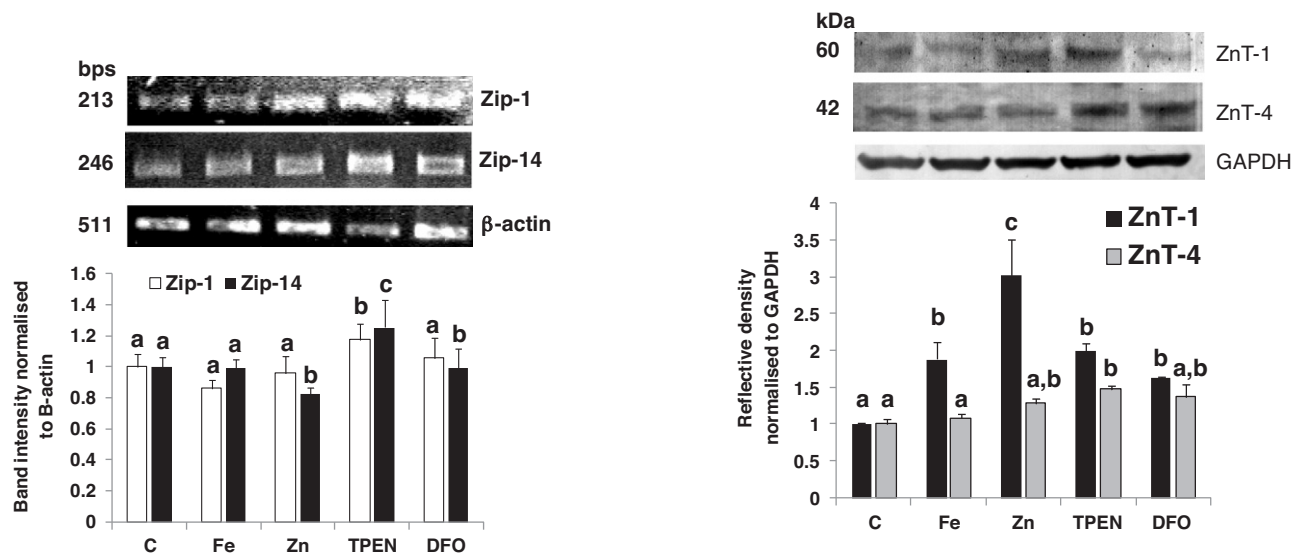 bps
213 Zip-1
246 Zip-14
511 β-actin
Band intensity normalised
to B-actin
1.6
1.4
1.2
1
0.8
0.6
0.4
0.2
0
Zip-1 Zip-14
a a a a a b b c a b
C Fe Zn TPEN DFO
kDa
60 ZnT-1
42 ZnT-4
GAPDH
Reflective density
normalised to GAPDH
4
3.5
3
2.5
2
1.5
1
0.5
0
ZnT-1
ZnT-4
a a b a c a,b b b b a,b
C Fe Zn TPEN DFO